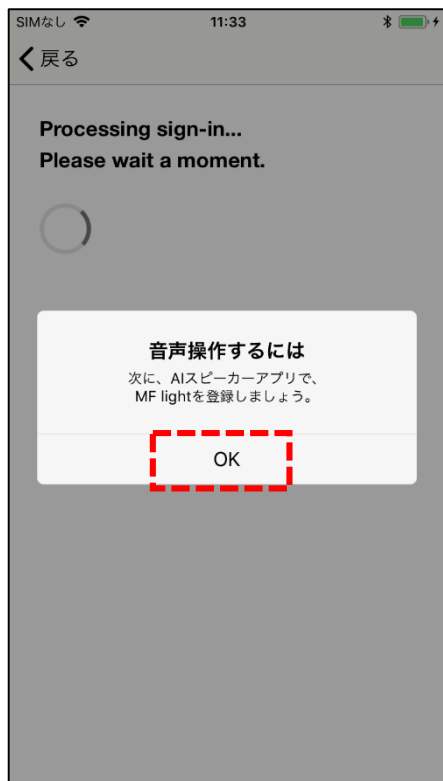 SIMなし 11:33
戻る
Processing sign-in...
Please wait a moment.
音声操作するには
次に、AIスピーカーアプリで、
MF lightを登録しましょう。
OK